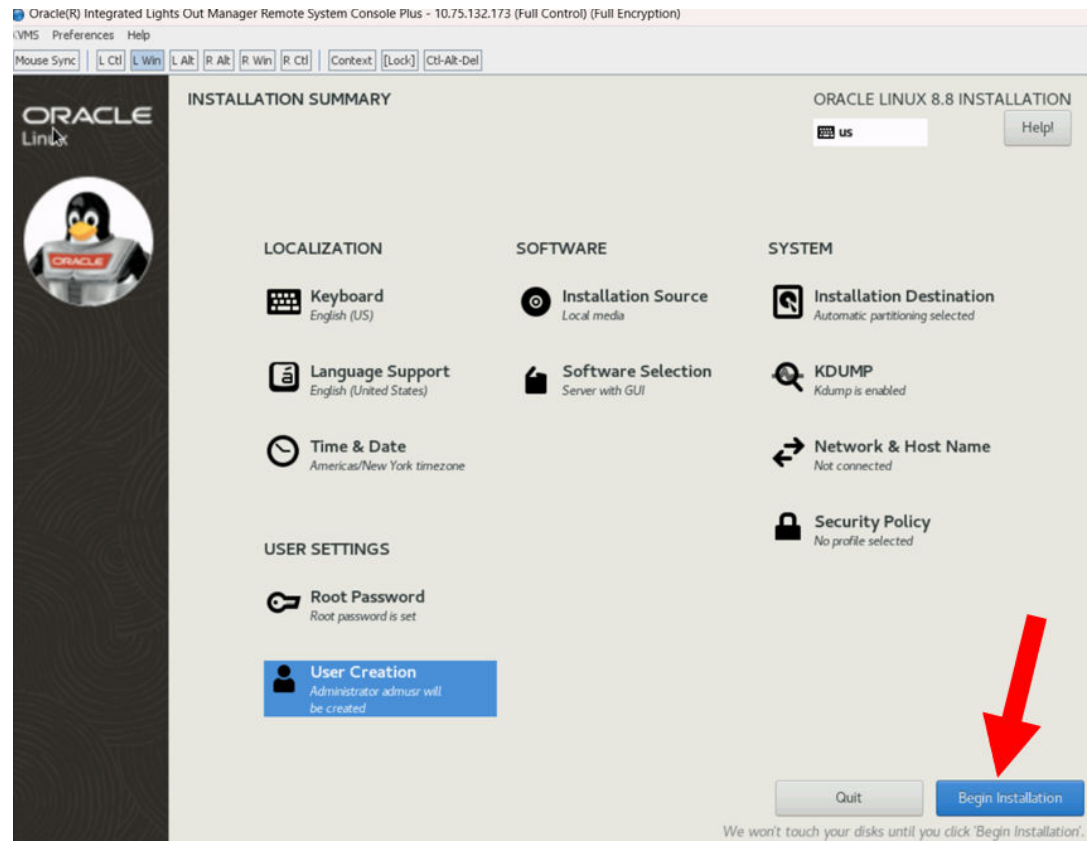 Oracle(R) Integrated Lights Out Manager Remote System Console Plus - 10.75.132.173 (Full Control) (Full Encryption)
KVMS Preferences Help
Mouse Sync L Ctl L Win L Alt R Alt R Win R Ctl Context [Lock] Ctl-Alt-Del
ORACLE
Linux
INSTALLATION SUMMARY
ORACLE LINUX 8.8 INSTALLATION
us
Help!
ORACLE
LOCALIZATION
Keyboard
English (US)
Language Support
English (United States)
Time & Date
Americas/New York timezone
SOFTWARE
Installation Source
Local media
Software Selection
Server with GUI
SYSTEM
Installation Destination
Automatic partitioning selected
KDUMP
Kdump is enabled
Network & Host Name
Not connected
Security Policy
No profile selected
USER SETTINGS
Root Password
Root password is set
User Creation
Administrator admusr will
be created
Quit
Begin Installation
We won't touch your disks until you click 'Begin Installation'.